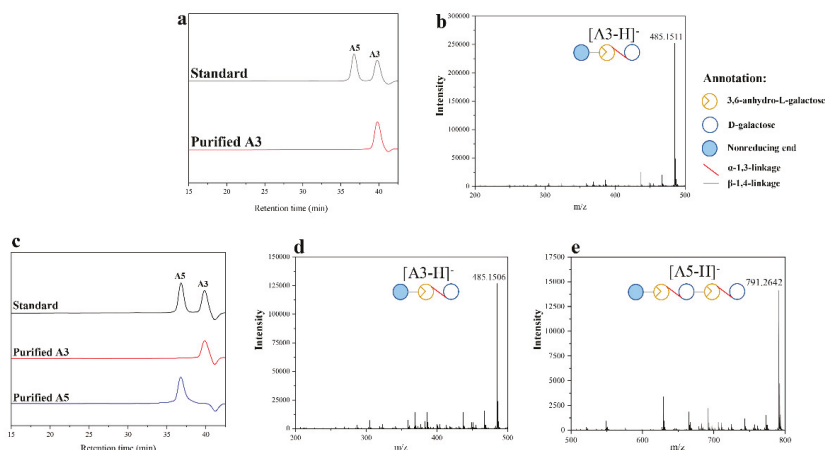 a
A5 A3
Standard
Purified A3
15 20 25 30 35 40
Retention time (min)
b
[A3-H]⁻
485.1511
Intensity
300000
250000
200000
150000
100000
50000
0
200 300 400 500
m/z
Annotation:
3,6-anhydro-L-galactose
D-galactose
Nonreducing end
α-1,3-linkage
β-1,4-linkage
c
A5 A3
Standard
Purified A3
Purified A5
15 20 25 30 35 40
Retention time (min)
d
[A3-H]⁻
485.1506
Intensity
150000
125000
100000
75000
50000
25000
0
200 300 400 500
m/z
e
[A5-H]⁻
791.2642
Intensity
17500
15000
12500
10000
7500
5000
2500
0
500 600 700 800
m/z